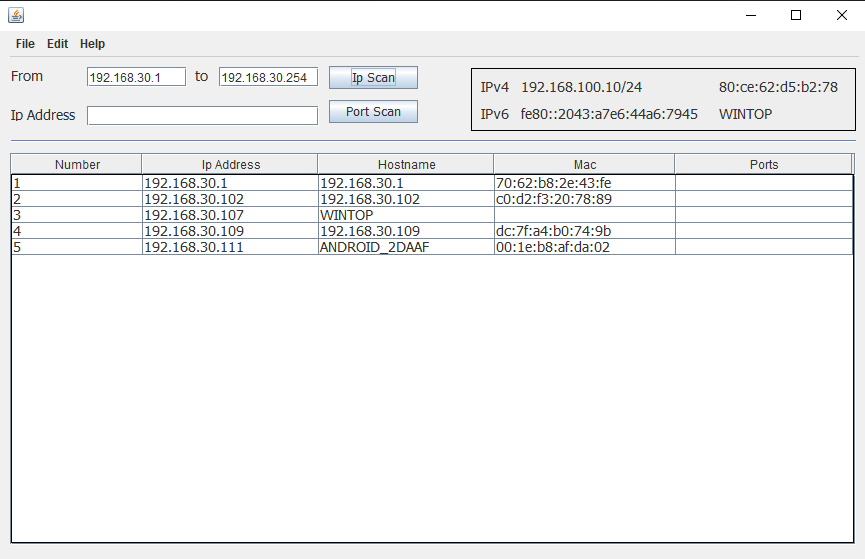 File Edit Help
From 192.168.30.1 to 192.168.30.254 Ip Scan
Ip Address Port Scan
IPv4 192.168.100.10/24 80:ce:62:d5:b2:78
IPv6 fe80::2043:a7e6:44a6:7945 WINTOP
Number Ip Address Hostname Mac Ports
1 192.168.30.1 192.168.30.1 70:62:b8:2e:43:fe
2 192.168.30.102 192.168.30.102 c0:d2:f3:20:78:89
3 192.168.30.107 WINTOP
4 192.168.30.109 192.168.30.109 dc:7f:a4:b0:74:9b
5 192.168.30.111 ANDROID_2DAAF 00:1e:b8:af:da:02